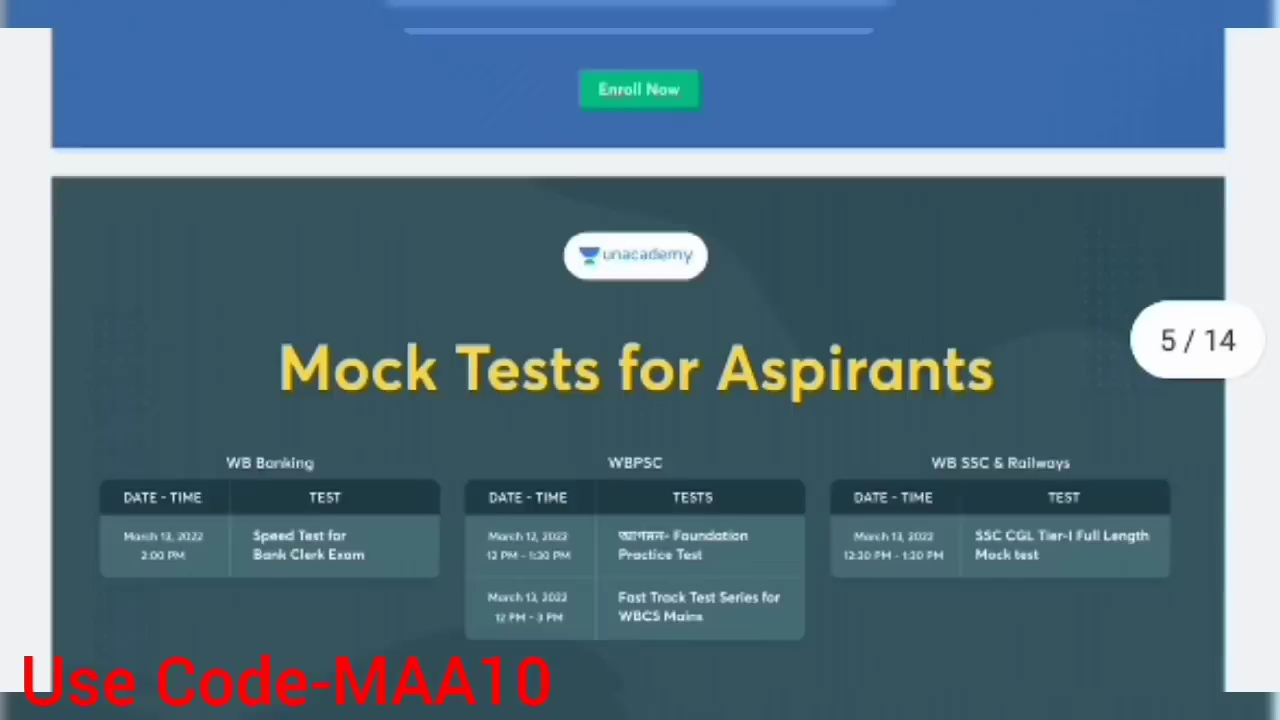 Enroll Now
unacademy
5 / 14
Mock Tests for Aspirants
WB Banking
DATE - TIME TEST
March 13, 2022 Speed Test for
2:00 PM Bank Clerk Exam
WBPSC
DATE - TIME TESTS
March 12, 2022 আগমন- Foundation
12 PM - 1:30 PM Practice Test
March 13, 2022 Fast Track Test Series for
12 PM - 3 PM WBCS Mains
WB SSC & Railways
DATE - TIME TEST
March 13, 2022 SSC CGL Tier-I Full Length
12:30 PM - 1:30 PM Mock test
Use Code-MAA10